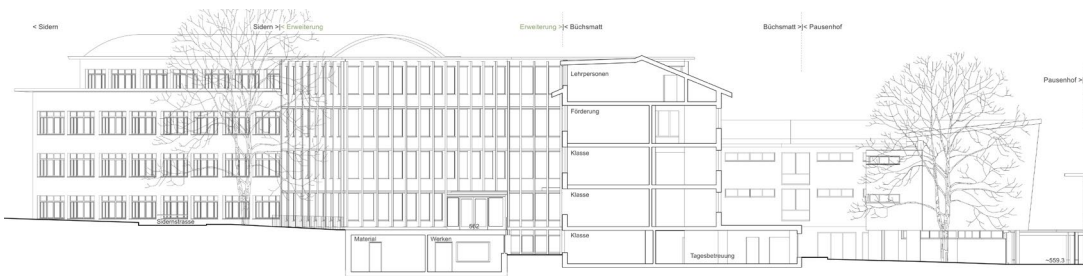 < Sidern
Sidern >|< Erweiterung
Erweiterung >|< Büchsmatt
Büchsmatt >|< Pausenhof
Pausenhof >|
Lehrpersonen
Förderung
Klasse
Klasse
Klasse
Sidernstrasse
562
Material
Werken
Tagesbetreuung
~559.3